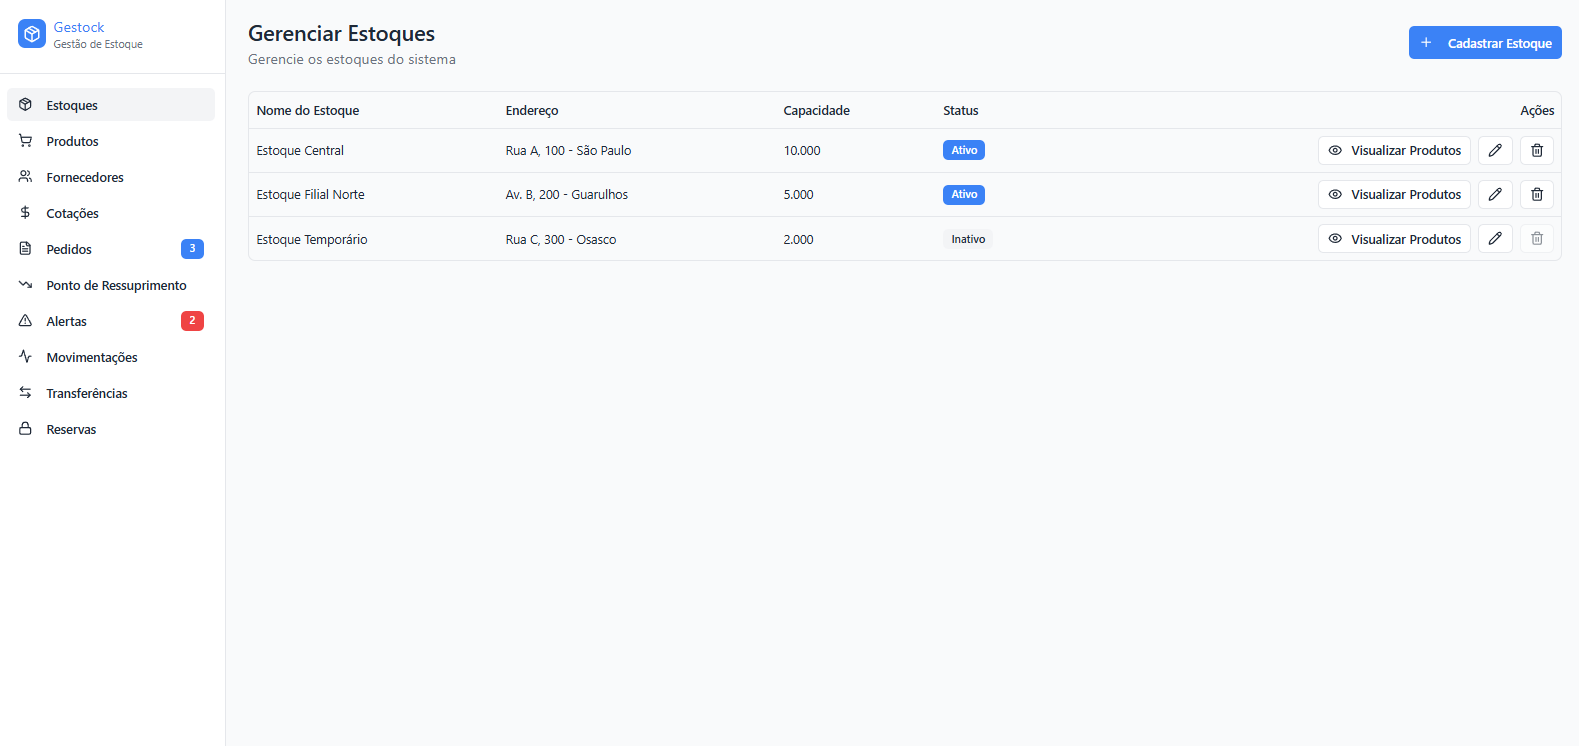 Gestock
Gestão de Estoque
Estoques
Produtos
Fornecedores
Cotações
Pedidos 3
Ponto de Ressuprimento
Alertas 2
Movimentações
Transferências
Reservas
Gerenciar Estoques
Gerencie os estoques do sistema
Cadastrar Estoque
Nome do Estoque Endereço Capacidade Status Ações
Estoque Central Rua A, 100 - São Paulo 10.000 Ativo Visualizar Produtos
Estoque Filial Norte Av. B, 200 - Guarulhos 5.000 Ativo Visualizar Produtos
Estoque Temporário Rua C, 300 - Osasco 2.000 Inativo Visualizar Produtos